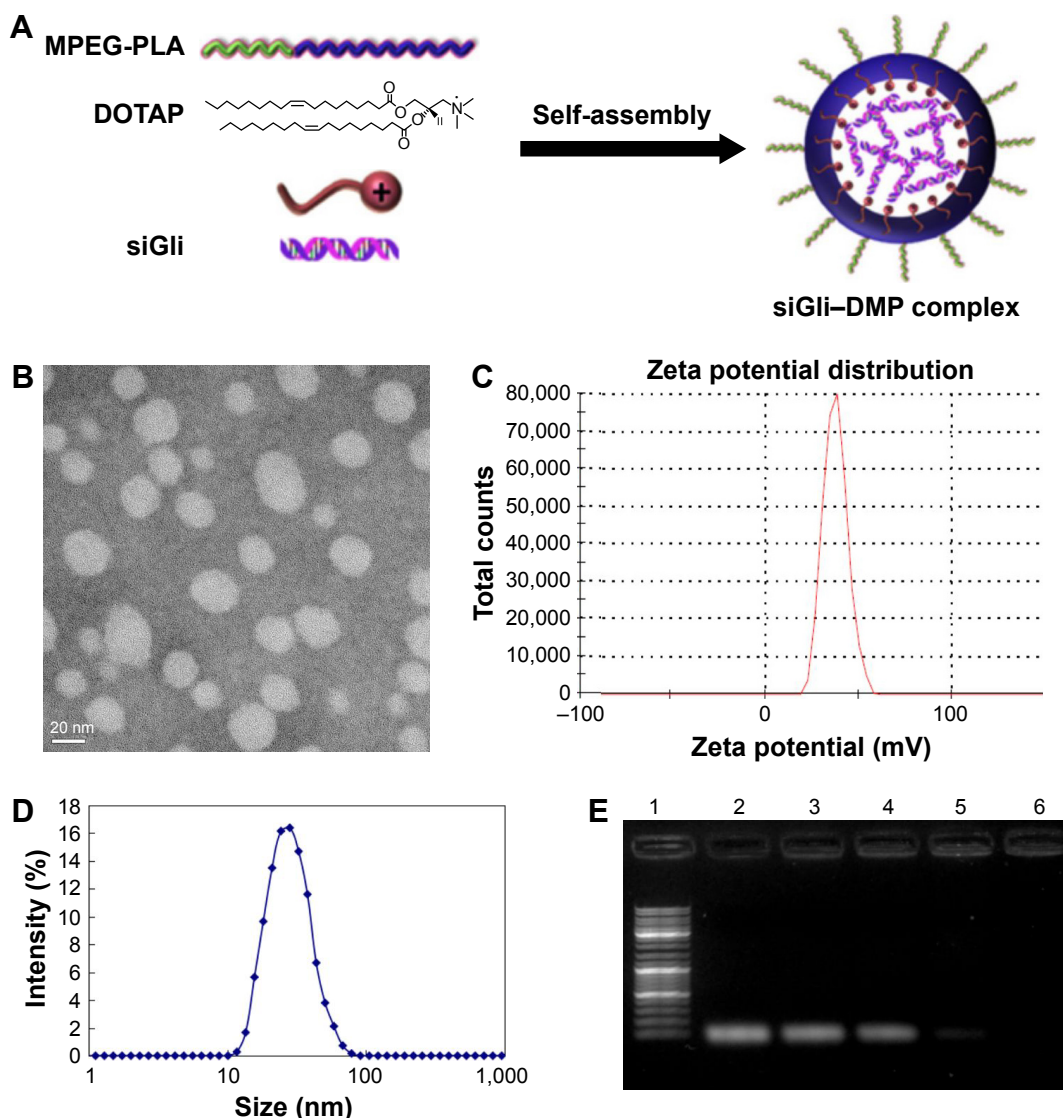 A
MPEG-PLA
DOTAP
O
O
O
O
N
+
siGli
Self-assembly
siGli–DMP complex
B
20 nm
C
Zeta potential distribution
Total counts
80,000
70,000
60,000
50,000
40,000
30,000
20,000
10,000
0
–100 0 100
Zeta potential (mV)
D
Intensity (%)
18
16
14
12
10
8
6
4
2
0
1 10 100 1,000
Size (nm)
E
1 2 3 4 5 6